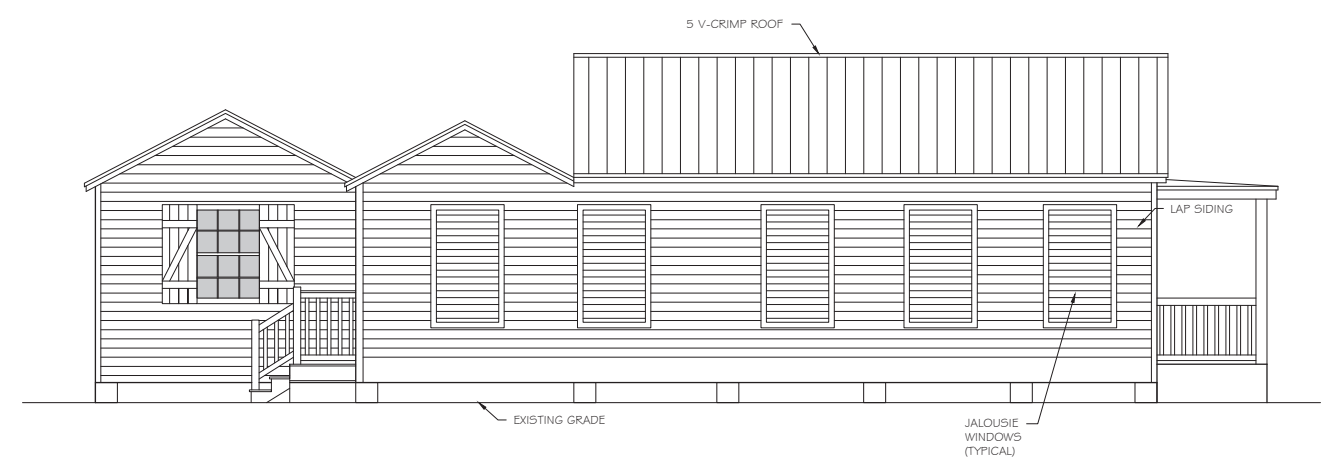 5 V-CRIMP ROOF
LAP SIDING
EXISTING GRADE
JALOUSIE
WINDOWS
(TYPICAL)